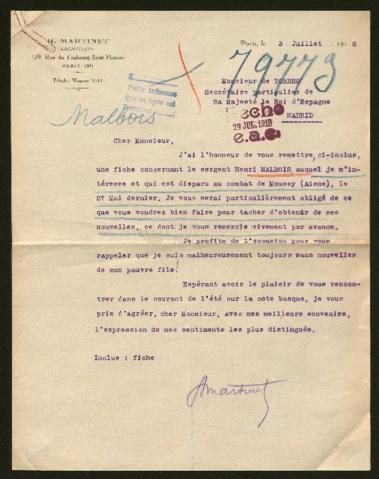 H. MARTINET
ARCHITECTE
129, Rue du Faubourg Saint Honoré
PARIS (8e)
Paris, le 3 Juillet 1918
79773
Malbois
Monsieur de TORRES
Secrétaire particulier de
Sa Majesté le Roi d'Espagne
MADRID
29 JUL. 1918
Cher Monsieur,
J'ai l'honneur de vous remettre, ci-inclus,
une fiche concernant le sergent Henri MALBOIS auquel je m'in-
téresse et qui est disparu au combat de Moussy (Aisne), le
27 Mai dernier. Je vous serai particulièrement obligé de ce
que vous voudrez bien faire pour tacher d'obtenir de ses
nouvelles, ce dont je vous remercie vivement par avance.
Je profite de l'occasion pour vous
rappeler que je suis malheureusement toujours sans nouvelles
de mon pauvre fils.
Espérant avoir le plaisir de vous rencon-
trer dans le courant de l'été sur la côte basque, je vous
prie d'agréer, cher Monsieur, avec mes meilleurs souvenirs,
l'expression de mes sentiments les plus distingués.
Inclus : fiche
HMartinet